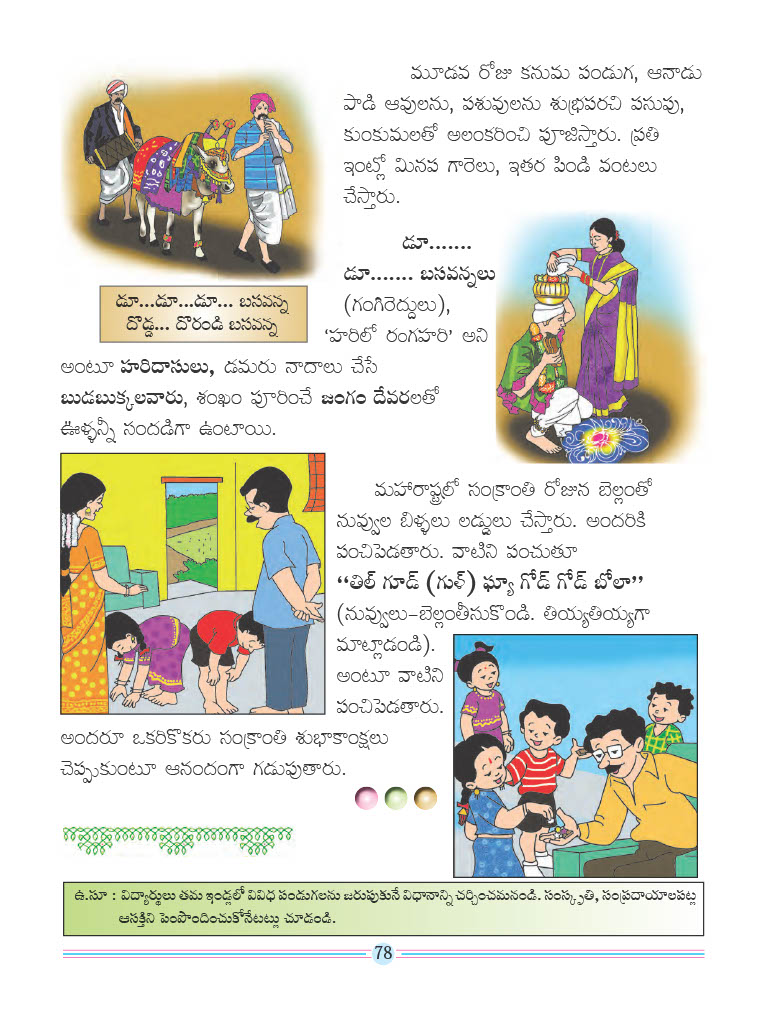 మూడవ రోజు కనుమ పండుగ, ఆనాడు
పాడి ఆవులను, పశువులను శుభ్రపరచి పసుపు,
కుంకుమలతో అలంకరించి పూజిస్తారు. ప్రతి
ఇంట్లో మినప గారెలు, ఇతర పిండి వంటలు
చేస్తారు.
డూ.......
డూ....... బసవన్నలు
(గంగిరెద్దులు),
డూ...డూ...డూ... బసవన్న
దొడ్డ... దొరండి బసవన్న
‘హరిలో రంగహరి’ అని
అంటూ హరిదాసులు, డమరు నాదాలు చేసే
బుడబుక్కలవారు, శంఖం పూరించే జంగం దేవరలతో
ఊళ్ళన్నీ సందడిగా ఉంటాయి.
మహారాష్ట్రలో సంక్రాంతి రోజున బెల్లంతో
నువ్వుల బిళ్ళలు లడ్డులు చేస్తారు. అందరికి
పంచిపెడతారు. వాటిని పంచుతూ
“తిల్ గూడ్ (గుళ్) ఘ్యా గోడ్ గోడ్ బోలా”
(నువ్వులు-బెల్లంతీసుకొండి. తియ్యతియ్యగా
మాట్లాడండి).
అంటూ వాటిని
పంచిపెడతారు.
అందరూ ఒకరికొకరు సంక్రాంతి శుభాకాంక్షలు
చెప్పుకుంటూ ఆనందంగా గడుపుతారు.
ఉ.సూ : విద్యార్థులు తమ ఇండ్లలో వివిధ పండుగలను జరుపుకునే విధానాన్ని చర్చించమనండి. సంస్కృతి, సంప్రదాయాలపట్ల
ఆసక్తిని పెంపొందించుకోనేటట్లు చూడండి.
78